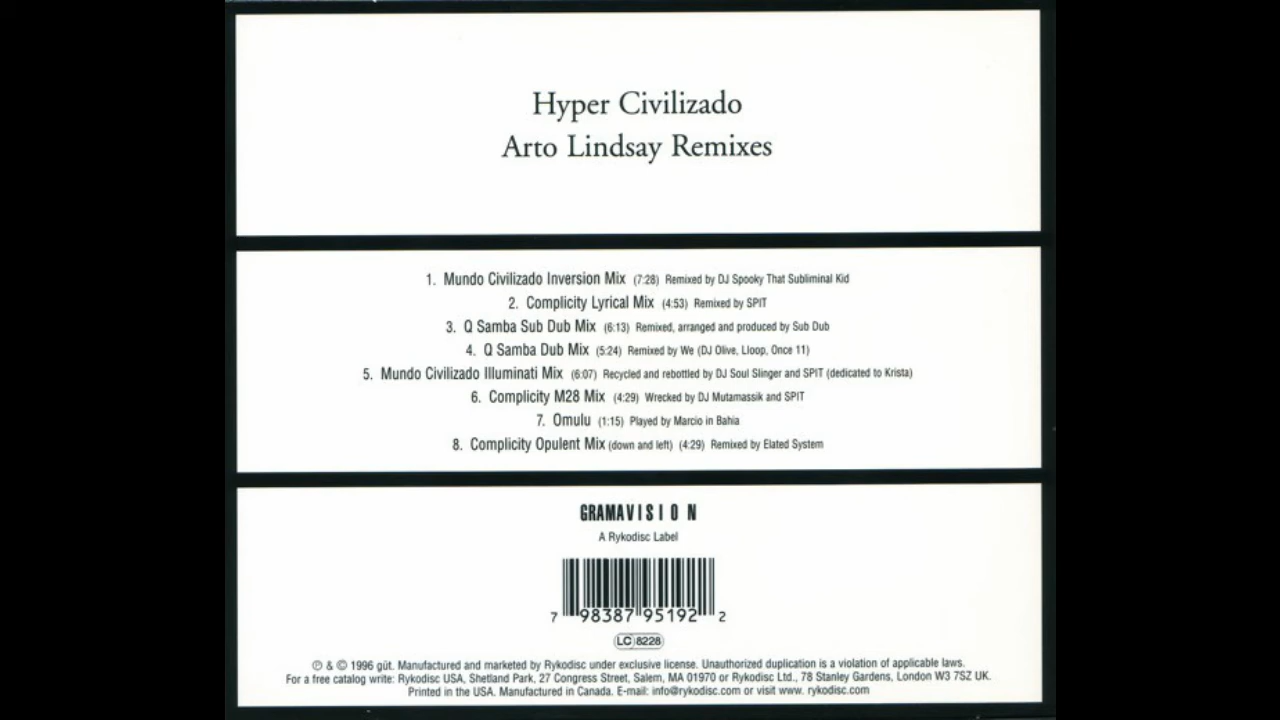 Hyper Civilizado
Arto Lindsay Remixes
1. Mundo Civilizado Inversion Mix (7:28) Remixed by DJ Spooky That Subliminal Kid
2. Complicity Lyrical Mix (4:53) Remixed by SPIT
3. Q Samba Sub Dub Mix (6:13) Remixed, arranged and produced by Sub Dub
4. Q Samba Dub Mix (5:24) Remixed by We (DJ Olive, Lloop, Once 11)
5. Mundo Civilizado Illuminati Mix (6:07) Recycled and rebottled by DJ Soul Slinger and SPIT (dedicated to Krista)
6. Complicity M28 Mix (4:29) Wrecked by DJ Mutamassik and SPIT
7. Omulu (1:15) Played by Marcio in Bahia
8. Complicity Opulent Mix (down and left) (4:29) Remixed by Elated System
GRAMAVISION
A Rykodisc Label
7 98387 95192 2
LC 8228
℗ & © 1996 güt. Manufactured and marketed by Rykodisc under exclusive license. Unauthorized duplication is a violation of applicable laws.
For a free catalog write: Rykodisc USA, Shetland Park, 27 Congress Street, Salem, MA 01970 or Rykodisc Ltd., 78 Stanley Gardens, London W3 7SZ UK.
Printed in the USA. Manufactured in Canada. E-mail: info@rykodisc.com or visit www. rykodisc.com